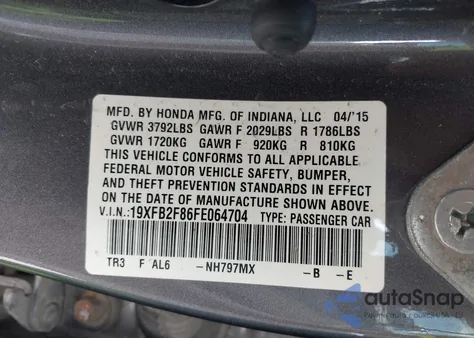 MFD. BY HONDA MFG. OF INDIANA, LLC 04/'15
GVWR 3792LBS GAWR F 2029LBS R 1786LBS
GVWR 1720KG GAWR F 920KG R 810KG
THIS VEHICLE CONFORMS TO ALL APPLICABLE
FEDERAL MOTOR VEHICLE SAFETY, BUMPER,
AND THEFT PREVENTION STANDARDS IN EFFECT
ON THE DATE OF MANUFACTURE SHOWN ABOVE.
V.I.N.: 19XFB2F86FE064704 TYPE: PASSENGER CAR
TR3 F AL6 -NH797MX -B -E
autoSnap